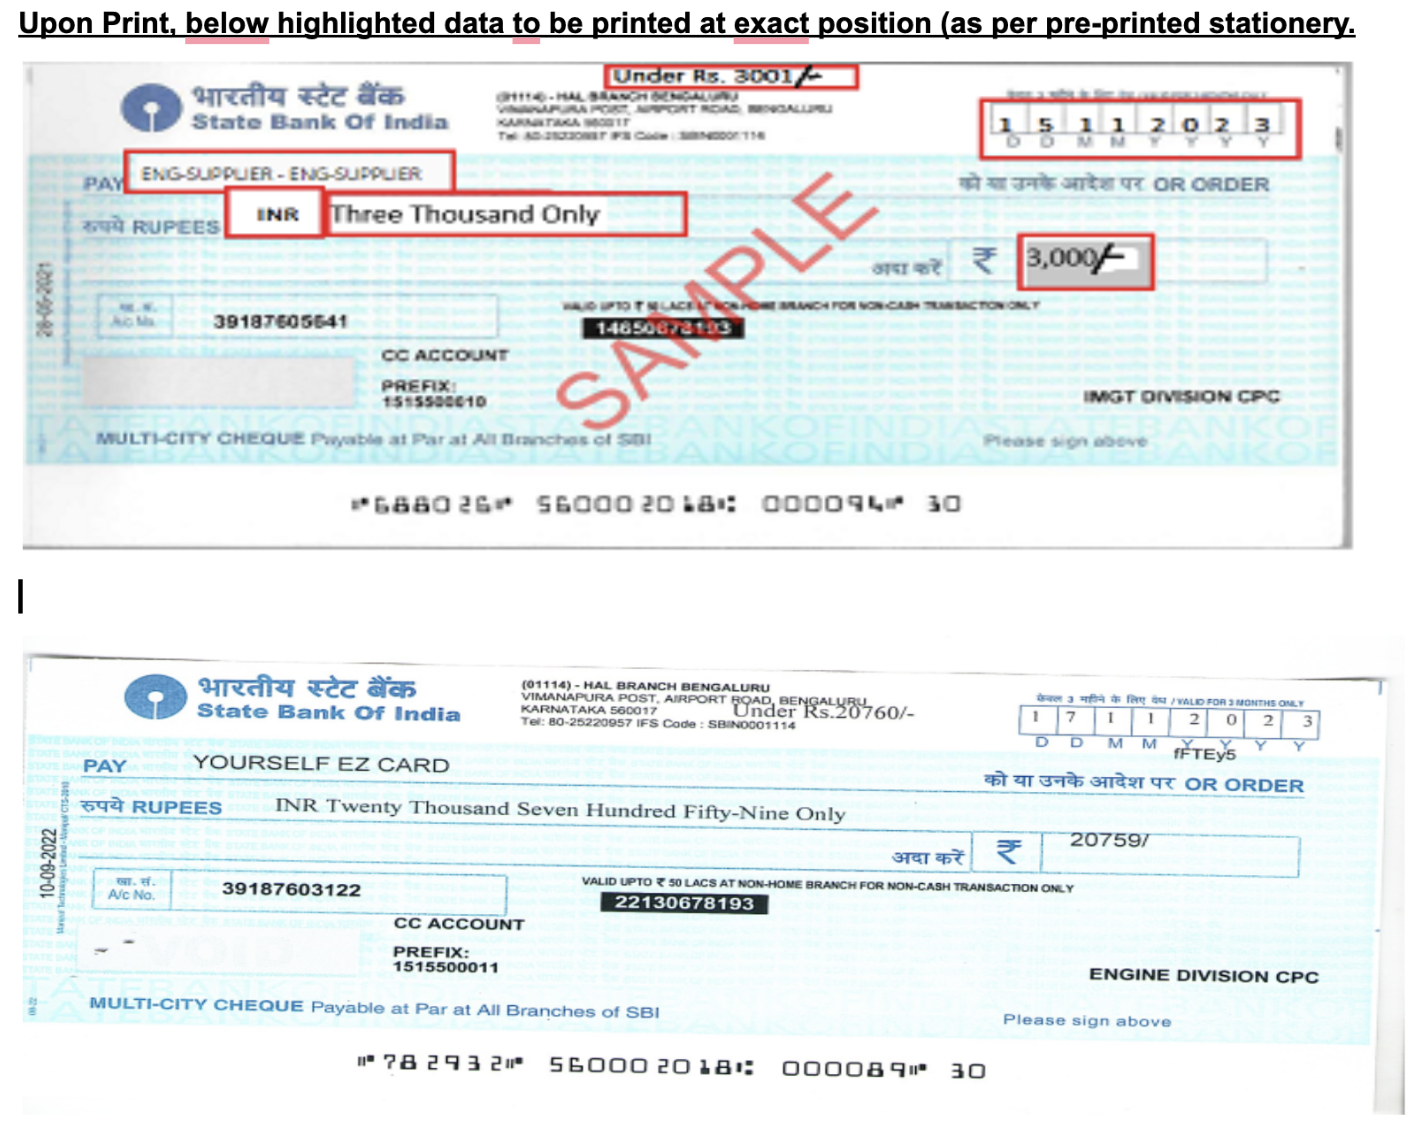 Upon Print, below highlighted data to be printed at exact position (as per pre-printed stationery.
Under Rs. 3001/-
भारतीय स्टेट बैंक
State Bank Of India
(01114) - HAL BRANCH BENGALURU
VIMANAPURA POST, AIRPORT ROAD, BENGALURU
KARNATAKA 560017
Tel: 80-25220957 IFS Code : SBIN0001114
1 5 1 1 2 0 2 3
D D M M Y Y Y Y
PAY ENG-SUPPLIER - ENG-SUPPLIER
को या उनके आदेश पर OR ORDER
रुपये RUPEES INR Three Thousand Only
अदा करें ₹ 3,000/-
28-06-2021
A/c No. 39187605641
VALID UPTO ₹ 50 LACS AT NON-HOME BRANCH FOR NON-CASH TRANSACTION ONLY
14650678193
SAMPLE
CC ACCOUNT
PREFIX:
1515500010
IMGT DIVISION CPC
MULTI-CITY CHEQUE Payable at Par at All Branches of SBI
Please sign above
⑈688026⑈ 560002018⑆ 000094⑈ 30
भारतीय स्टेट बैंक
State Bank Of India
(01114) - HAL BRANCH BENGALURU
VIMANAPURA POST, AIRPORT ROAD, BENGALURU
KARNATAKA 560017
Under Rs.20760/-
Tel: 80-25220957 IFS Code : SBIN0001114
केवल 3 महीने के लिए वैध / VALID FOR 3 MONTHS ONLY
1 7 1 1 2 0 2 3
D D M M Y Y Y Y
fFTEy5
PAY YOURSELF EZ CARD
को या उनके आदेश पर OR ORDER
रुपये RUPEES INR Twenty Thousand Seven Hundred Fifty-Nine Only
अदा करें ₹ 20759/
10-09-2022
खा. सं.
A/c No. 39187603122
VALID UPTO ₹ 50 LACS AT NON-HOME BRANCH FOR NON-CASH TRANSACTION ONLY
22130678193
CC ACCOUNT
VOID
PREFIX:
1515500011
ENGINE DIVISION CPC
MULTI-CITY CHEQUE Payable at Par at All Branches of SBI
Please sign above
⑈782932⑈ 560002018⑆ 000089⑈ 30